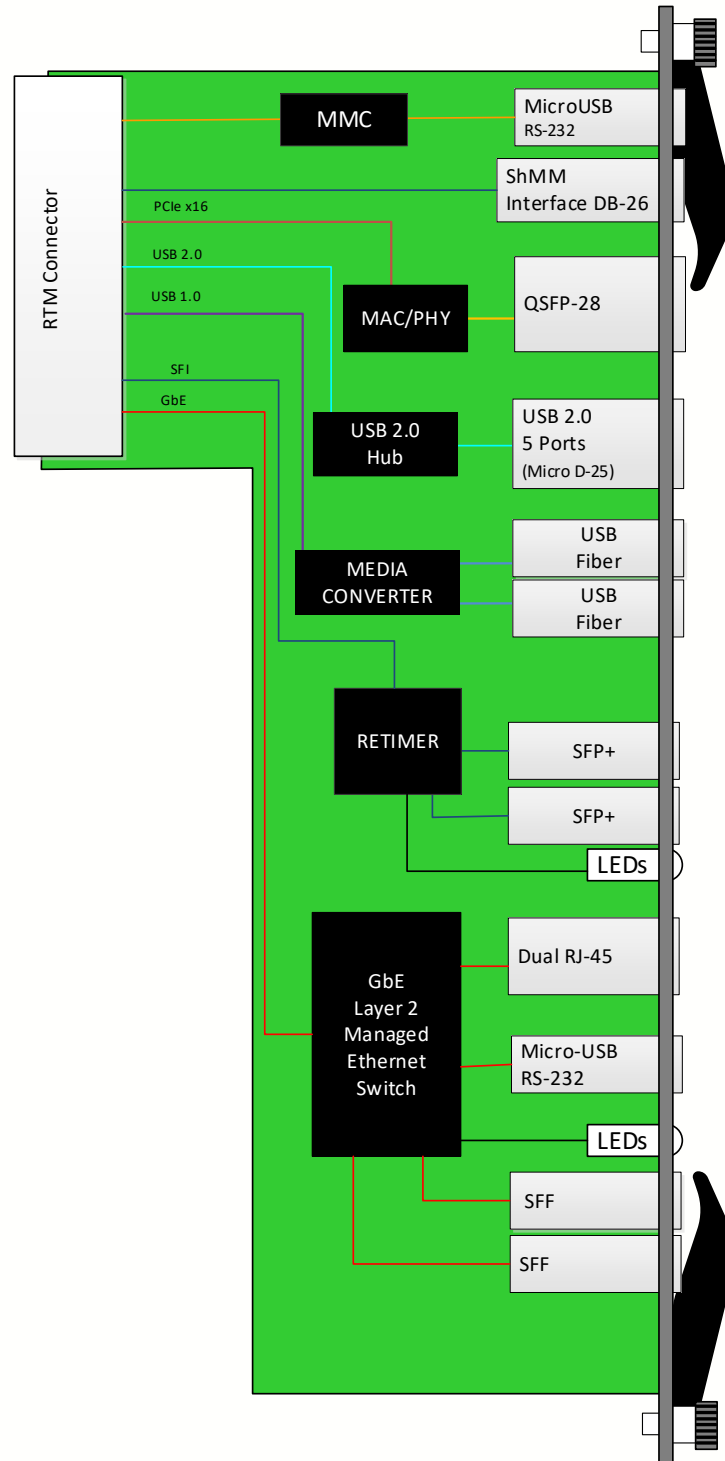 MMC
MicroUSB
RS-232
ShMM
Interface DB-26
RTM Connector
PCIe x16
USB 2.0
USB 1.0
MAC/PHY
QSFP-28
SFI
GbE
USB 2.0
Hub
USB 2.0
5 Ports
(Micro D-25)
MEDIA
CONVERTER
USB
Fiber
USB
Fiber
RETIMER
SFP+
SFP+
LEDs
GbE
Layer 2
Managed
Ethernet
Switch
Dual RJ-45
Micro-USB
RS-232
LEDs
SFF
SFF